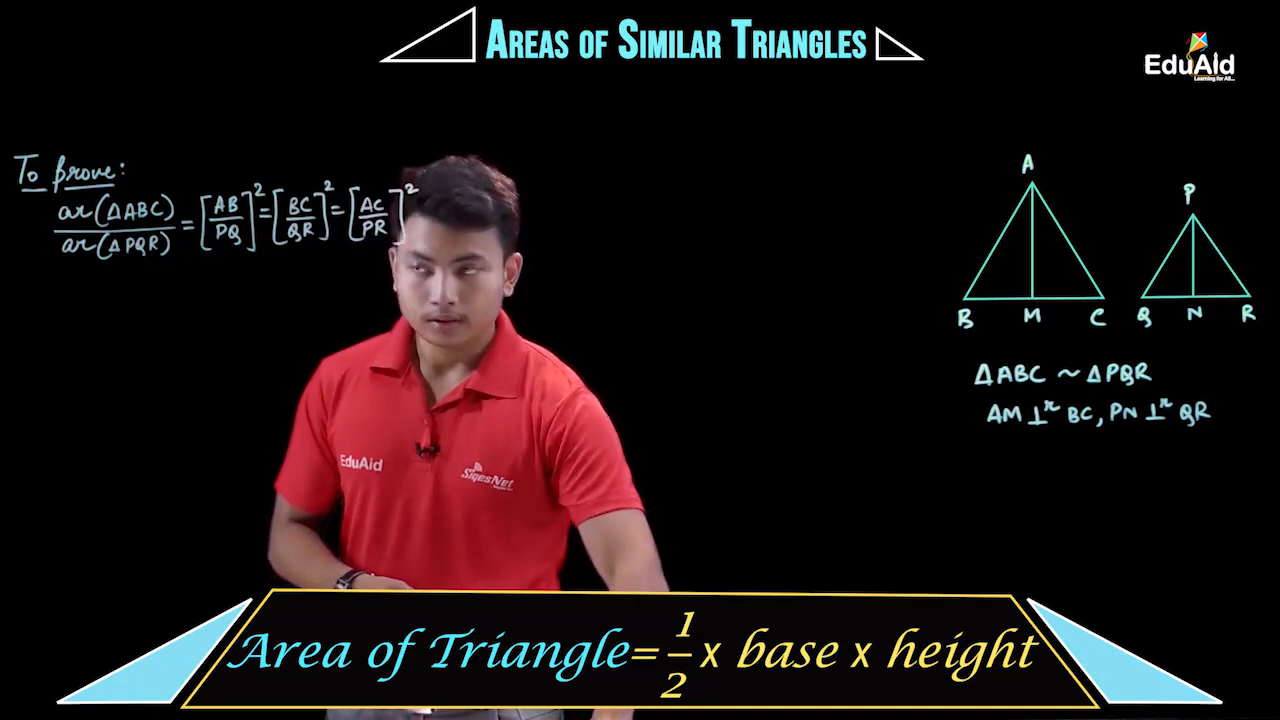 AREAS OF SIMILAR TRIANGLES
EduAid
Learning for All...
To prove:
ar(ΔABC)/ar(ΔPQR) = [AB/PQ]² = [BC/QR]² = [AC/PR]²
A
P
B M C Q N R
ΔABC ~ ΔPQR
AM ⊥ʳ BC, PN ⊥ʳ QR
EduAid
SigesNet
Area of Triangle = 1/2 x base x height